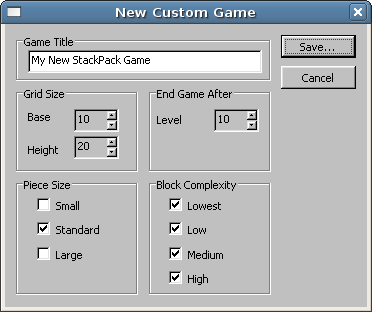 New Custom Game
Game Title
My New StackPack Game
Save...
Cancel
Grid Size
Base 10
Height 20
End Game After
Level 10
Piece Size
Small
Standard
Large
Block Complexity
Lowest
Low
Medium
High